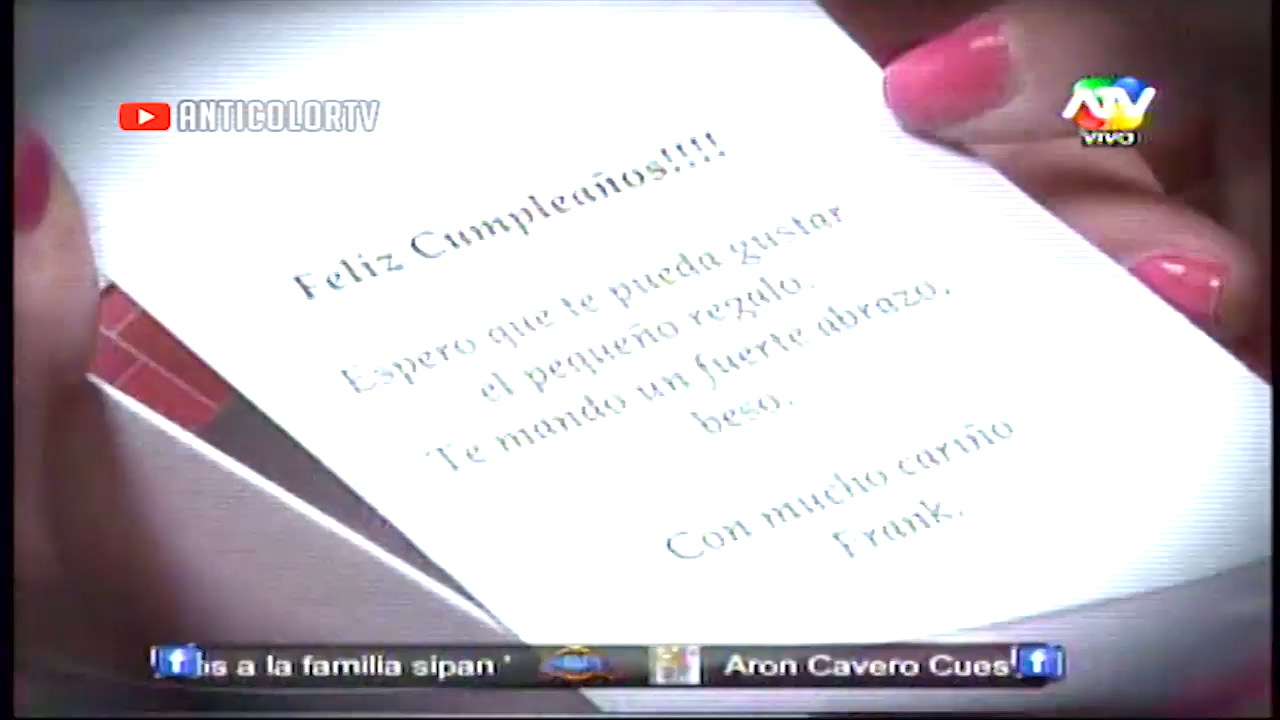 ANTICOLORTV
ATV
VIVO
Feliz Cumpleaños!!!!
Espero que te pueda gustar
el pequeño regalo.
Te mando un fuerte abrazo,
beso.
Con mucho cariño
Frank.
os a la familia sipan '
Aron Cavero Cues